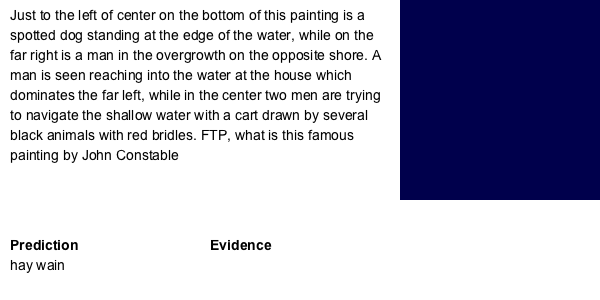 Just to the left of center on the bottom of this painting is a
spotted dog standing at the edge of the water, while on the
far right is a man in the overgrowth on the opposite shore. A
man is seen reaching into the water at the house which
dominates the far left, while in the center two men are trying
to navigate the shallow water with a cart drawn by several
black animals with red bridles. FTP, what is this famous
painting by John Constable
Prediction Evidence
hay wain